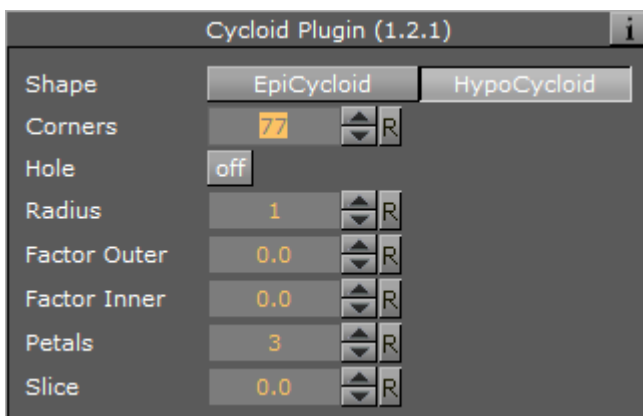 Cycloid Plugin (1.2.1) i
Shape EpiCycloid HypoCycloid
Corners 77 R
Hole off
Radius 1 R
Factor Outer 0.0 R
Factor Inner 0.0 R
Petals 3 R
Slice 0.0 R